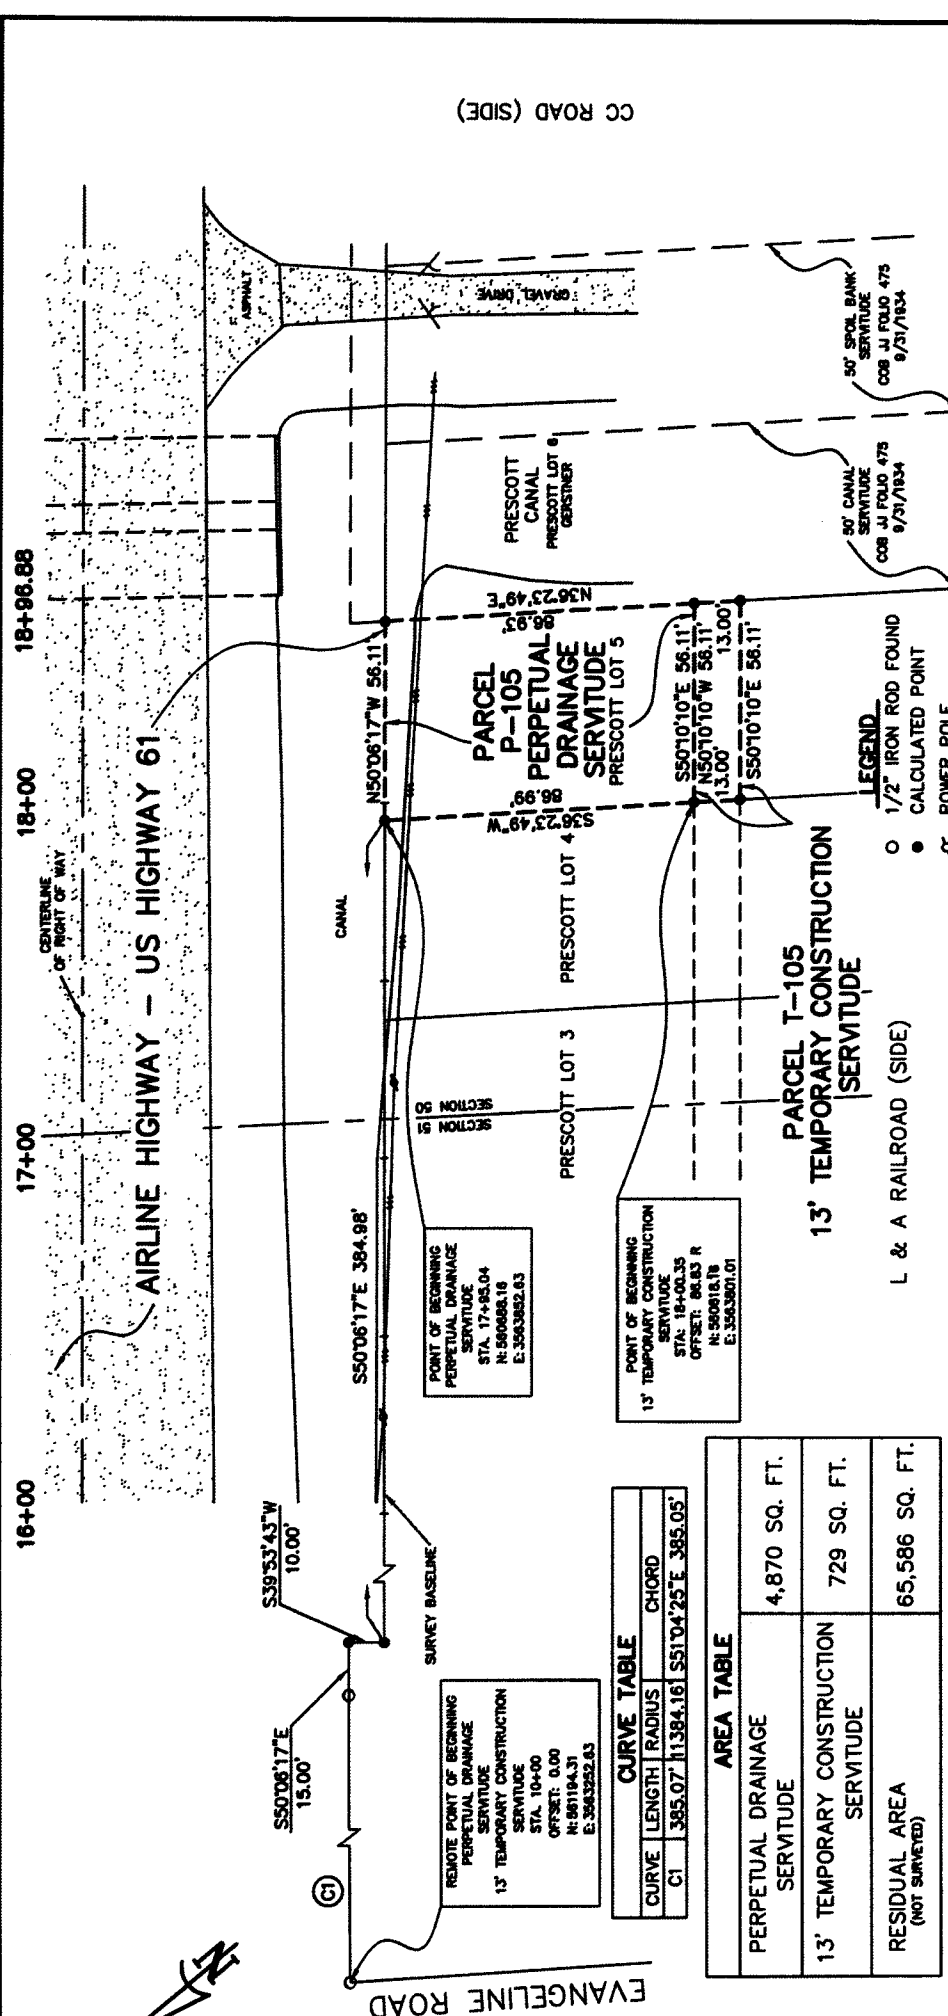 CC ROAD (SIDE)
16+00
17+00
18+00
18+96.88
CENTERLINE
OF RIGHT OF WAY
AIRLINE HIGHWAY - US HIGHWAY 61
ASPHALT
GRAVEL DRIVE
CANAL
S50°06'17"E 384.98'
N50°06'17"W 56.11'
S39°53'43"W
10.00'
S50°06'17"E
15.00'
C1
SURVEY BASELINE
SECTION 51
SECTION 50
PRESCOTT LOT 3
PRESCOTT LOT 4
S36°23'49"W
86.99'
PARCEL
P-105
PERPETUAL
DRAINAGE
SERVITUDE
PRESCOTT LOT 5
N36°23'49"E
86.93'
PRESCOTT
CANAL
PRESCOTT LOT 6
GERSTNER
S50°10'10"E 56.11'
N50°10'10"W 56.11'
13.00'
13.00'
S50°10'10"E 56.11'
50' SPOIL BANK
SERVITUDE
COB JJ FOLIO 475
9/31/1934
50' CANAL
SERVITUDE
COB JJ FOLIO 475
9/31/1934
PARCEL T-105
13' TEMPORARY CONSTRUCTION
SERVITUDE
L & A RAILROAD (SIDE)
LEGEND
1/2" IRON ROD FOUND
CALCULATED POINT
POWER POLE
POINT OF BEGINNING
PERPETUAL DRAINAGE
SERVITUDE
STA. 17+95.04
N:560686.16
E:3563652.63
POINT OF BEGINNING
13' TEMPORARY CONSTRUCTION
SERVITUDE
STA: 18+00.35
OFFSET: 86.83 R
N:560618.16
E:3563601.01
REMOTE POINT OF BEGINNING
PERPETUAL DRAINAGE
SERVITUDE
13' TEMPORARY CONSTRUCTION
SERVITUDE
STA. 10+00
OFFSET: 0.00
N:561194.31
E:3563252.63
EVANGELINE ROAD
N
CURVE TABLE
CURVE LENGTH RADIUS CHORD
C1 385.07' 11384.16' S51°04'25"E 385.05'
AREA TABLE
PERPETUAL DRAINAGE
SERVITUDE
4,870 SQ. FT.
13' TEMPORARY CONSTRUCTION
SERVITUDE
729 SQ. FT.
RESIDUAL AREA
(NOT SURVEYED)
65,586 SQ. FT.